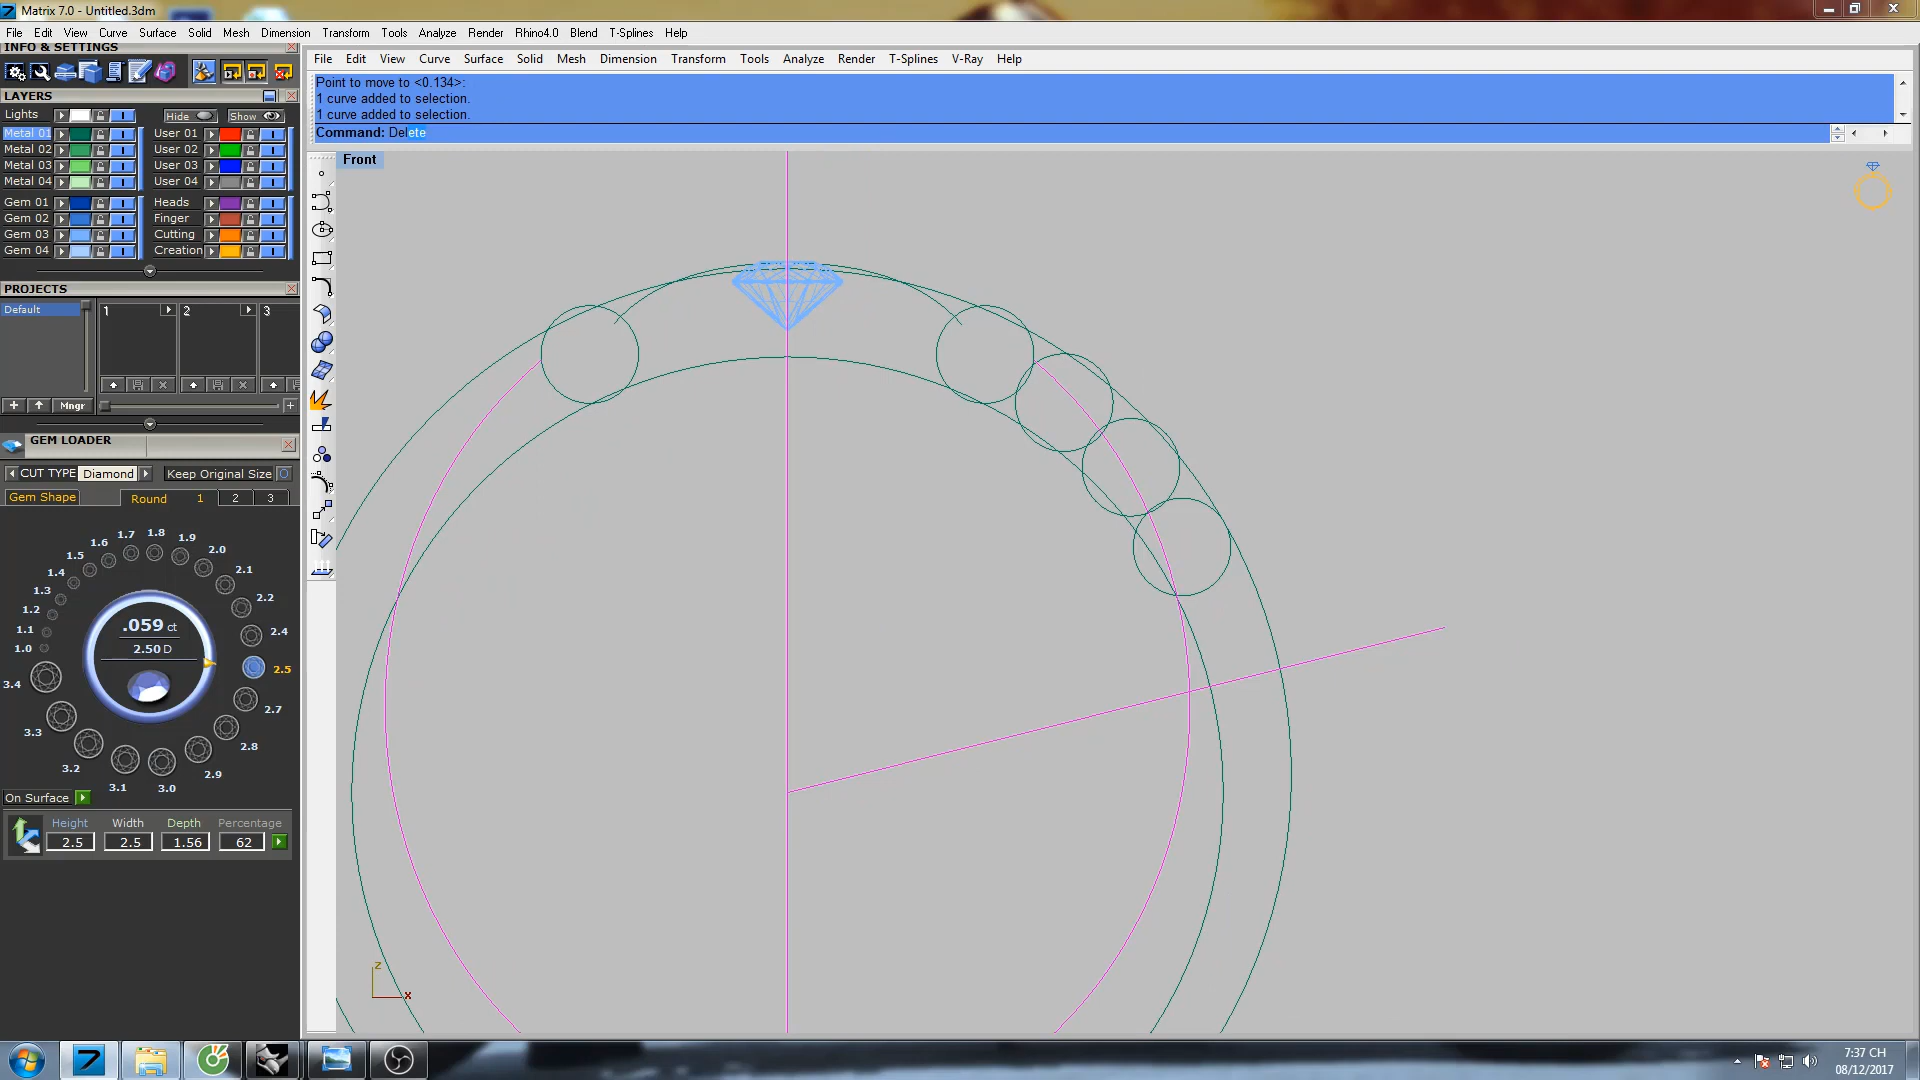 Matrix 7.0 - Untitled.3dm
File Edit View Curve Surface Solid Mesh Dimension Transform Tools Analyze Render Rhino4.0 Blend T-Splines Help
INFO & SETTINGS
File Edit View Curve Surface Solid Mesh Dimension Transform Tools Analyze Render T-Splines V-Ray Help
Point to move to <0.134>:
1 curve added to selection.
1 curve added to selection.
Command: Delete
Front
LAYERS
Lights Hide Show
Metal 01 User 01
Metal 02 User 02
Metal 03 User 03
Metal 04 User 04
Gem 01 Heads
Gem 02 Finger
Gem 03 Cutting
Gem 04 Creation
PROJECTS
Default 1 2 3
Mngr
GEM LOADER
CUT TYPE Diamond Keep Original Size
Gem Shape Round 1 2 3
1.0
1.1
1.2
1.3
1.4
1.5
1.6
1.7
1.8
1.9
2.0
2.1
2.2
2.4
2.5
2.7
2.8
2.9
3.0
3.1
3.2
3.3
3.4
.059 ct
2.50 D
On Surface
Height Width Depth Percentage
2.5 2.5 1.56 62
z
x
7:37 CH
08/12/2017